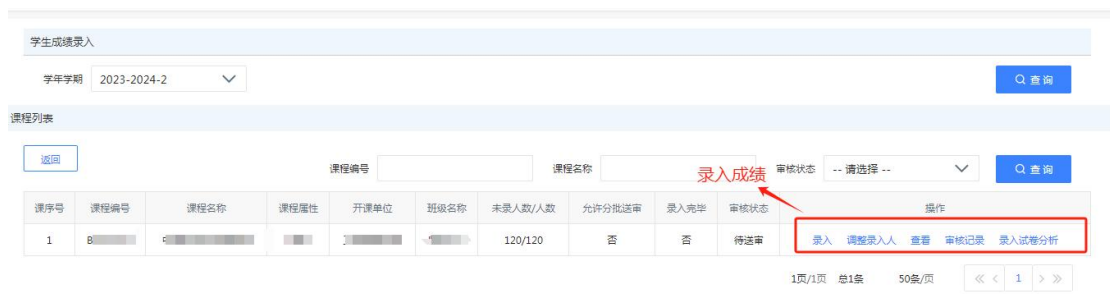 学生成绩录入
学年学期 2023-2024-2 查询
课程列表
返回 课程编号 课程名称 审核状态 -- 请选择 -- 查询
录入成绩
课序号 课程编号 课程名称 课程属性 开课单位 班级名称 未录人数/人数 允许分批送审 录入完毕 审核状态 操作
1 B 120/120 否 否 待送审 录入 调整录入人 查看 审核记录 录入试卷分析
1页/1页 总1条 50条/页 1